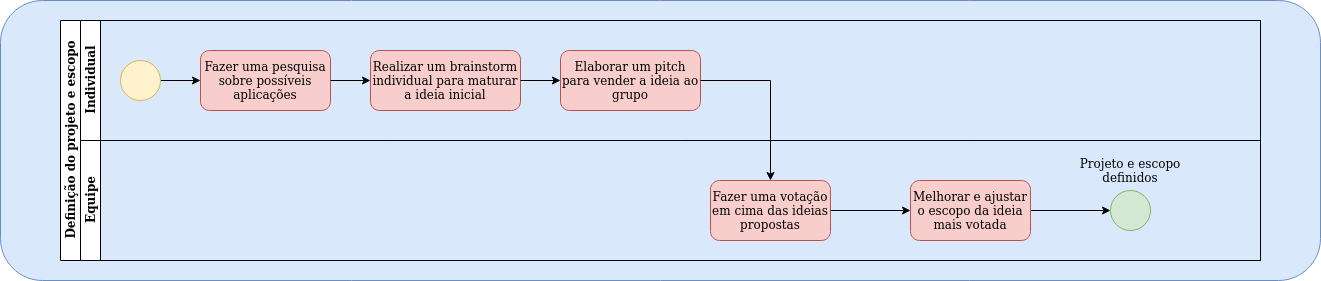 Definição do projeto e escopo
Individual
Fazer uma pesquisa
sobre possíveis
aplicações
Realizar um brainstorm
individual para maturar
a ideia inicial
Elaborar um pitch
para vender a ideia ao
grupo
Equipe
Fazer uma votação
em cima das ideias
propostas
Melhorar e ajustar
o escopo da ideia
mais votada
Projeto e escopo
definidos